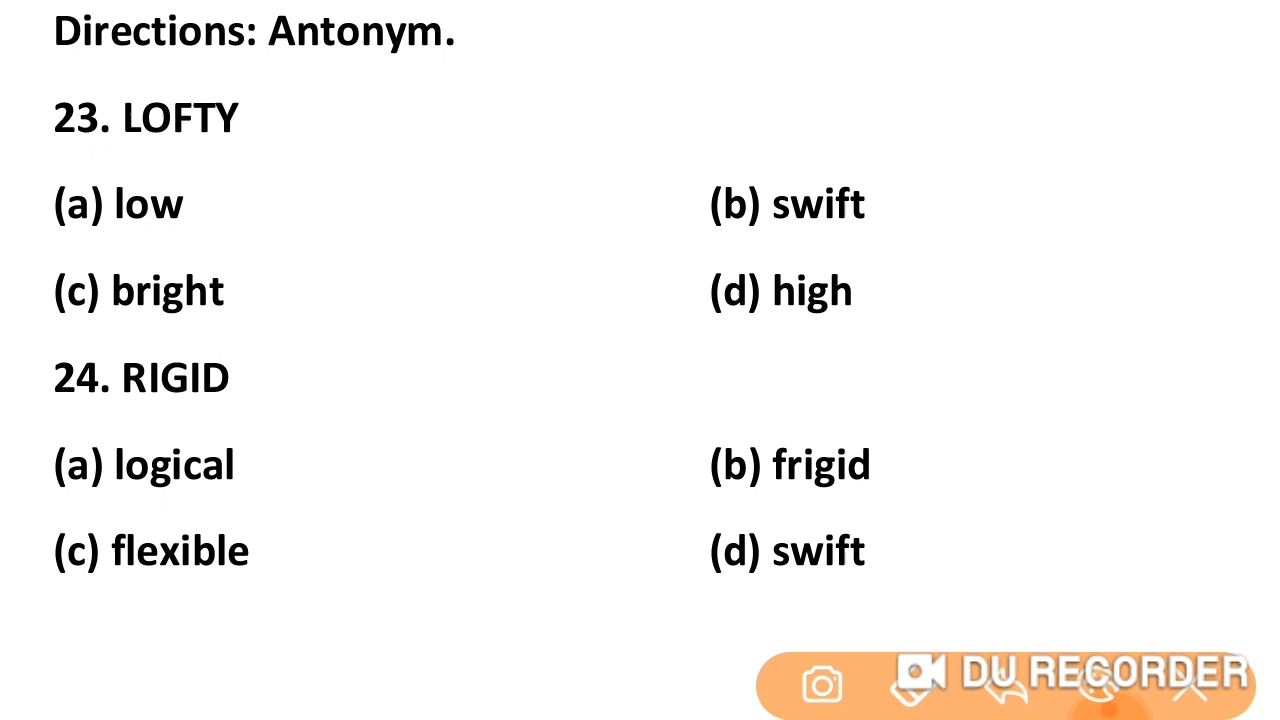 Directions: Antonym.
23. LOFTY
(a) low (b) swift
(c) bright (d) high
24. RIGID
(a) logical (b) frigid
(c) flexible (d) swift
DU RECORDER